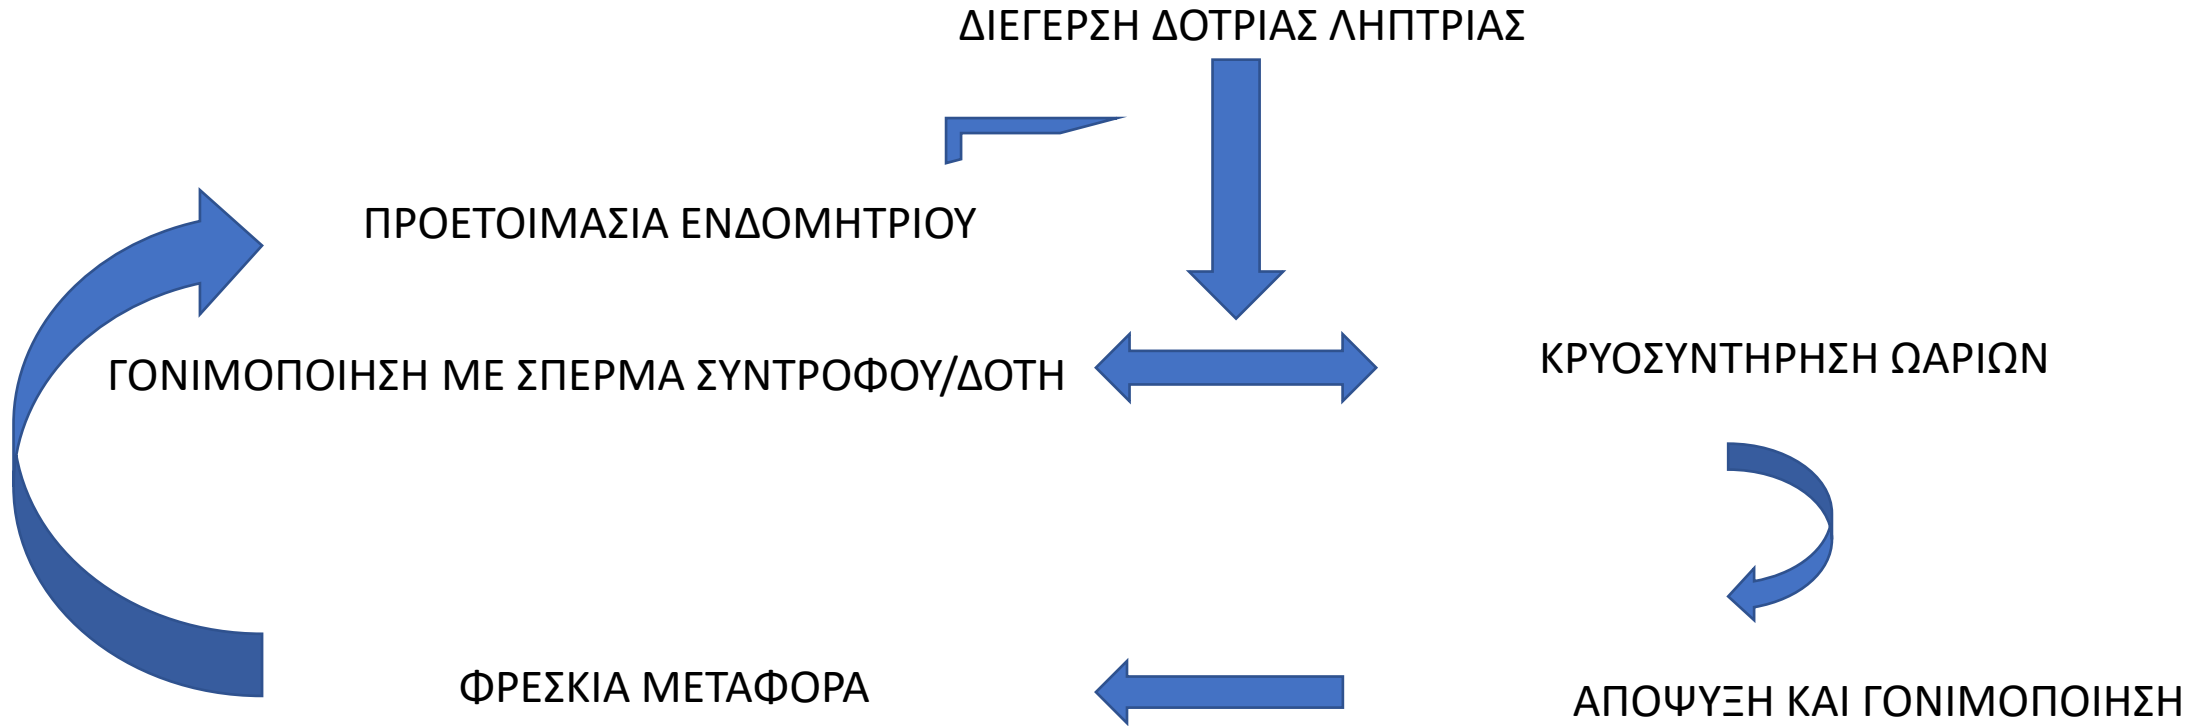 ΔΙΕΓΕΡΣΗ ΔΟΤΡΙΑΣ ΛΗΠΤΡΙΑΣ
ΠΡΟΕΤΟΙΜΑΣΙΑ ΕΝΔΟΜΗΤΡΙΟΥ
ΓΟΝΙΜΟΠΟΙΗΣΗ ΜΕ ΣΠΕΡΜΑ ΣΥΝΤΡΟΦΟΥ/ΔΟΤΗ
ΚΡΥΟΣΥΝΤΗΡΗΣΗ ΩΑΡΙΩΝ
ΦΡΕΣΚΙΑ ΜΕΤΑΦΟΡΑ
ΑΠΟΨΥΞΗ ΚΑΙ ΓΟΝΙΜΟΠΟΙΗΣΗ